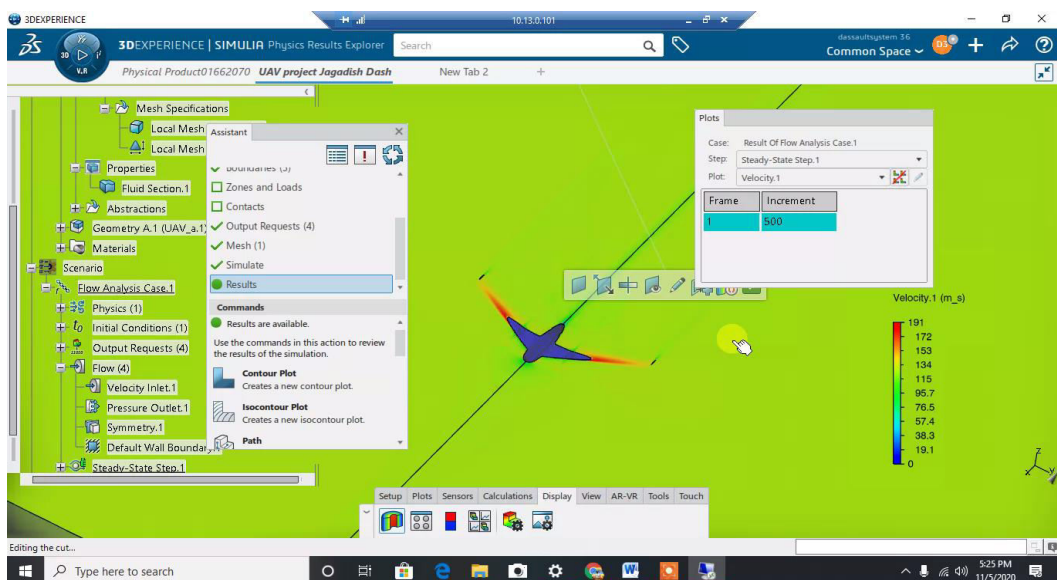 3DEXPERIENCE
10.13.0.101
3DEXPERIENCE | SIMULIA Physics Results Explorer
Search
dassaultsystem 36
Common Space
3D
V.R
Physical Product01662070
UAV project Jagadish Dash
New Tab 2
Mesh Specifications
Local Mesh
Local Mesh
Properties
Fluid Section.1
Abstractions
Geometry A.1 (UAV_a.1)
Materials
Scenario
Flow Analysis Case.1
Physics (1)
Initial Conditions (1)
Output Requests (4)
Flow (4)
Velocity Inlet.1
Pressure Outlet.1
Symmetry.1
Default Wall Boundary
Steady-State Step.1
Assistant
Boundaries (3)
Zones and Loads
Contacts
Output Requests (4)
Mesh (1)
Simulate
Results
Commands
Results are available.
Use the commands in this action to review
the results of the simulation.
Contour Plot
Creates a new contour plot.
Isocontour Plot
Creates a new isocontour plot.
Path
Plots
Case: Result Of Flow Analysis Case.1
Step: Steady-State Step.1
Plot: Velocity.1
Frame Increment
1 500
Velocity.1 (m_s)
191
172
153
134
115
95.7
76.5
57.4
38.3
19.1
0
z
y
x
Setup Plots Sensors Calculations Display View AR-VR Tools Touch
Editing the cut...
Type here to search
5:25 PM
11/5/2020